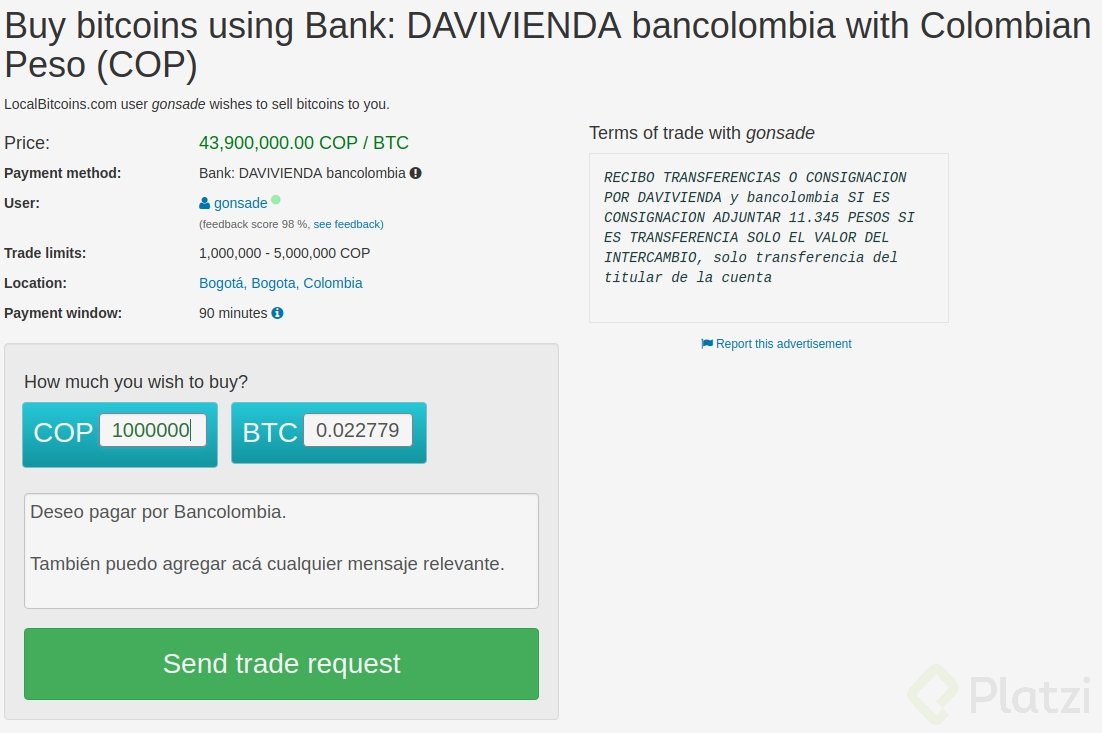 Buy bitcoins using Bank: DAVIVIENDA bancolombia with Colombian
Peso (COP)
LocalBitcoins.com user gonsade wishes to sell bitcoins to you.
Price: 43,900,000.00 COP / BTC
Payment method: Bank: DAVIVIENDA bancolombia
User: gonsade
(feedback score 98 %, see feedback)
Trade limits: 1,000,000 - 5,000,000 COP
Location: Bogotá, Bogota, Colombia
Payment window: 90 minutes
Terms of trade with gonsade
RECIBO TRANSFERENCIAS O CONSIGNACION
POR DAVIVIENDA y bancolombia SI ES
CONSIGNACION ADJUNTAR 11.345 PESOS SI
ES TRANSFERENCIA SOLO EL VALOR DEL
INTERCAMBIO, solo transferencia del
titular de la cuenta
Report this advertisement
How much you wish to buy?
COP 1000000 BTC 0.022779
Deseo pagar por Bancolombia.
También puedo agregar acá cualquier mensaje relevante.
Send trade request
Platzi